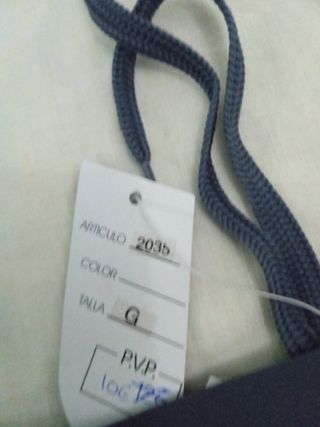 ARTICULO 2035
COLOR
TALLA G
P.V.P.